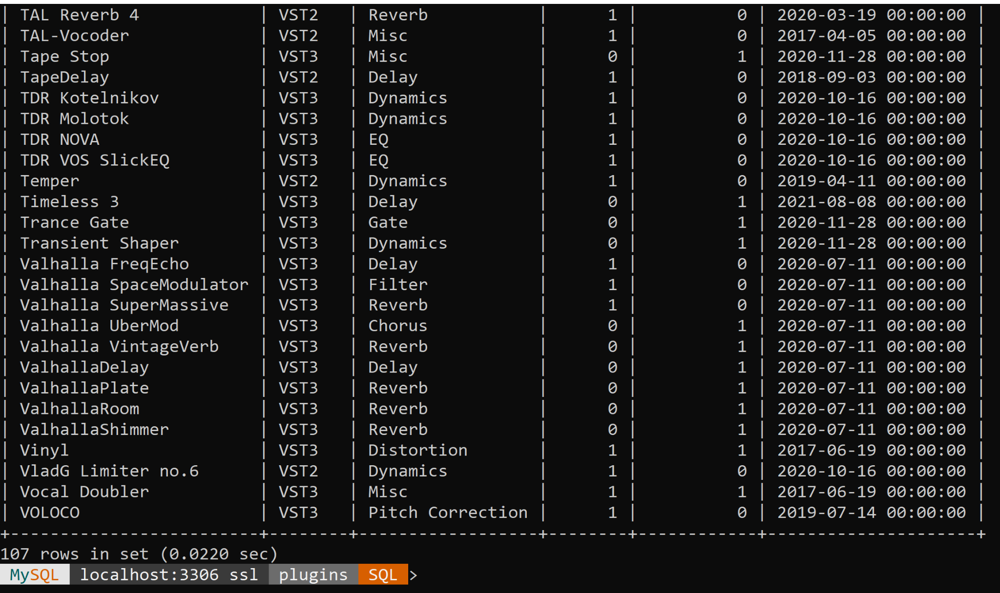 | TAL Reverb 4            | VST2   | Reverb           |      1 |          0 | 2020-03-19 00:00:00 |
| TAL-Vocoder             | VST2   | Misc             |      1 |          0 | 2017-04-05 00:00:00 |
| Tape Stop               | VST3   | Misc             |      0 |          1 | 2020-11-28 00:00:00 |
| TapeDelay               | VST2   | Delay            |      1 |          0 | 2018-09-03 00:00:00 |
| TDR Kotelnikov          | VST3   | Dynamics         |      1 |          0 | 2020-10-16 00:00:00 |
| TDR Molotok             | VST3   | Dynamics         |      1 |          0 | 2020-10-16 00:00:00 |
| TDR NOVA                | VST3   | EQ               |      1 |          0 | 2020-10-16 00:00:00 |
| TDR VOS SlickEQ         | VST3   | EQ               |      1 |          0 | 2020-10-16 00:00:00 |
| Temper                  | VST2   | Dynamics         |      1 |          0 | 2019-04-11 00:00:00 |
| Timeless 3              | VST3   | Delay            |      0 |          1 | 2021-08-08 00:00:00 |
| Trance Gate             | VST3   | Gate             |      0 |          1 | 2020-11-28 00:00:00 |
| Transient Shaper        | VST3   | Dynamics         |      0 |          1 | 2020-11-28 00:00:00 |
| Valhalla FreqEcho       | VST3   | Delay            |      1 |          0 | 2020-07-11 00:00:00 |
| Valhalla SpaceModulator | VST3   | Filter           |      1 |          0 | 2020-07-11 00:00:00 |
| Valhalla SuperMassive   | VST3   | Reverb           |      1 |          0 | 2020-07-11 00:00:00 |
| Valhalla UberMod        | VST3   | Chorus           |      0 |          1 | 2020-07-11 00:00:00 |
| Valhalla VintageVerb    | VST3   | Reverb           |      0 |          1 | 2020-07-11 00:00:00 |
| ValhallaDelay           | VST3   | Delay            |      0 |          1 | 2020-07-11 00:00:00 |
| ValhallaPlate           | VST3   | Reverb           |      0 |          1 | 2020-07-11 00:00:00 |
| ValhallaRoom            | VST3   | Reverb           |      0 |          1 | 2020-07-11 00:00:00 |
| ValhallaShimmer         | VST3   | Reverb           |      0 |          1 | 2020-07-11 00:00:00 |
| Vinyl                   | VST3   | Distortion       |      1 |          1 | 2017-06-19 00:00:00 |
| VladG Limiter no.6      | VST2   | Dynamics         |      1 |          0 | 2020-10-16 00:00:00 |
| Vocal Doubler           | VST3   | Misc             |      1 |          1 | 2017-06-19 00:00:00 |
| VOLOCO                  | VST3   | Pitch Correction |      1 |          0 | 2019-07-14 00:00:00 |
+-------------------------+--------+------------------+--------+------------+---------------------+
107 rows in set (0.0220 sec)
MySQL localhost:3306 ssl plugins SQL >